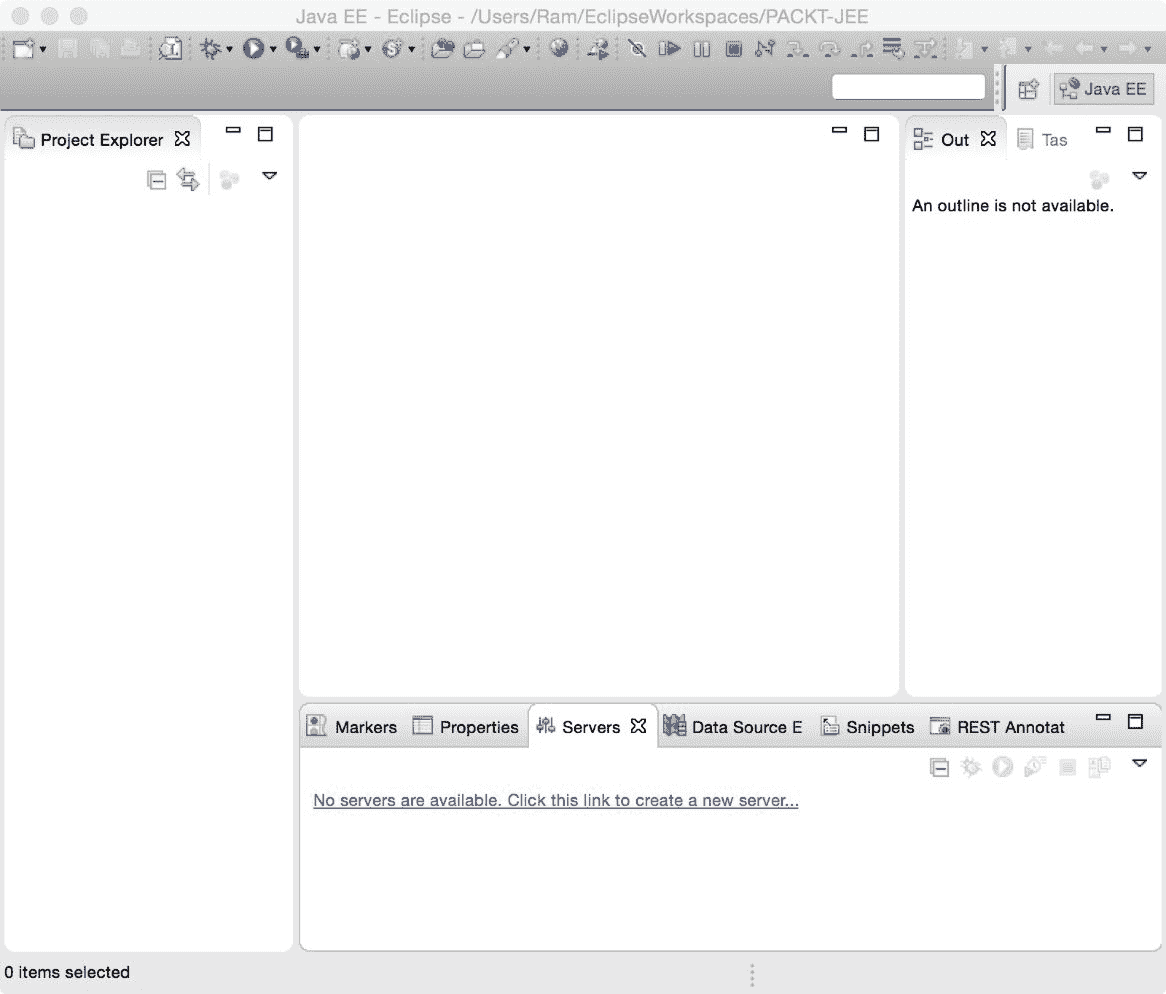 Java EE - Eclipse - /Users/Ram/EclipseWorkspaces/PACKT-JEE
Java EE
Project Explorer
Out
Tas
An outline is not available.
Markers
Properties
Servers
Data Source E
Snippets
REST Annotat
No servers are available. Click this link to create a new server...
0 items selected